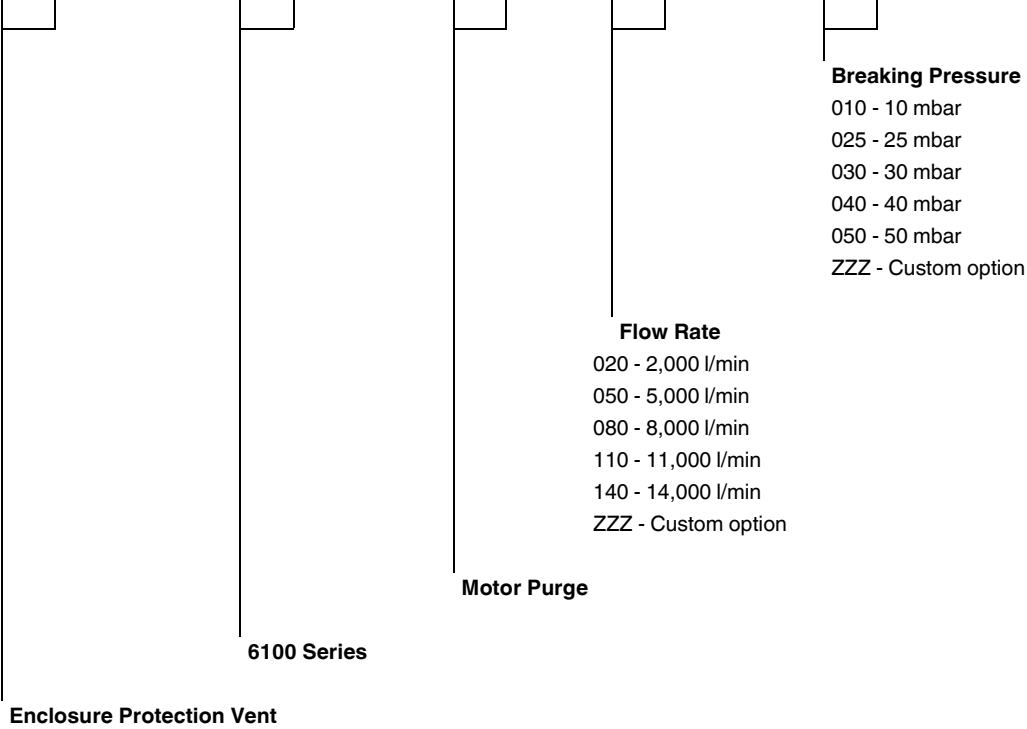 Breaking Pressure
010 - 10 mbar
025 - 25 mbar
030 - 30 mbar
040 - 40 mbar
050 - 50 mbar
ZZZ - Custom option
Flow Rate
020 - 2,000 l/min
050 - 5,000 l/min
080 - 8,000 l/min
110 - 11,000 l/min
140 - 14,000 l/min
ZZZ - Custom option
Motor Purge
6100 Series
Enclosure Protection Vent